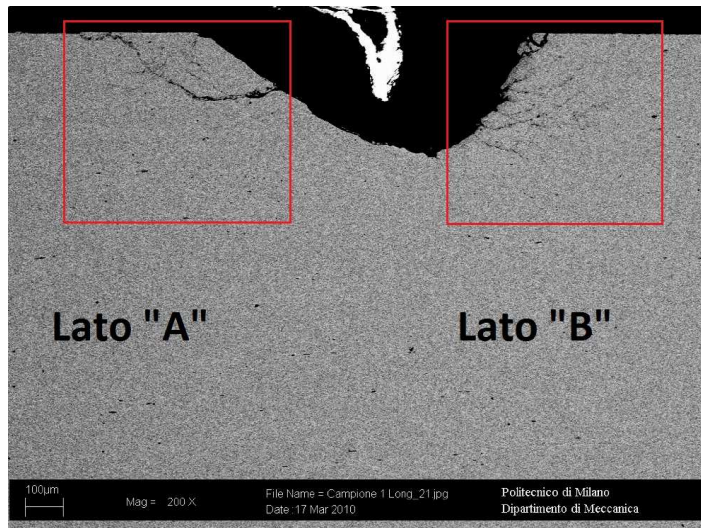 Lato "A"
Lato "B"
100µm
Mag = 200 X
File Name = Campione 1 Long_21.jpg
Date :17 Mar 2010
Politecnico di Milano
Dipartimento di Meccanica